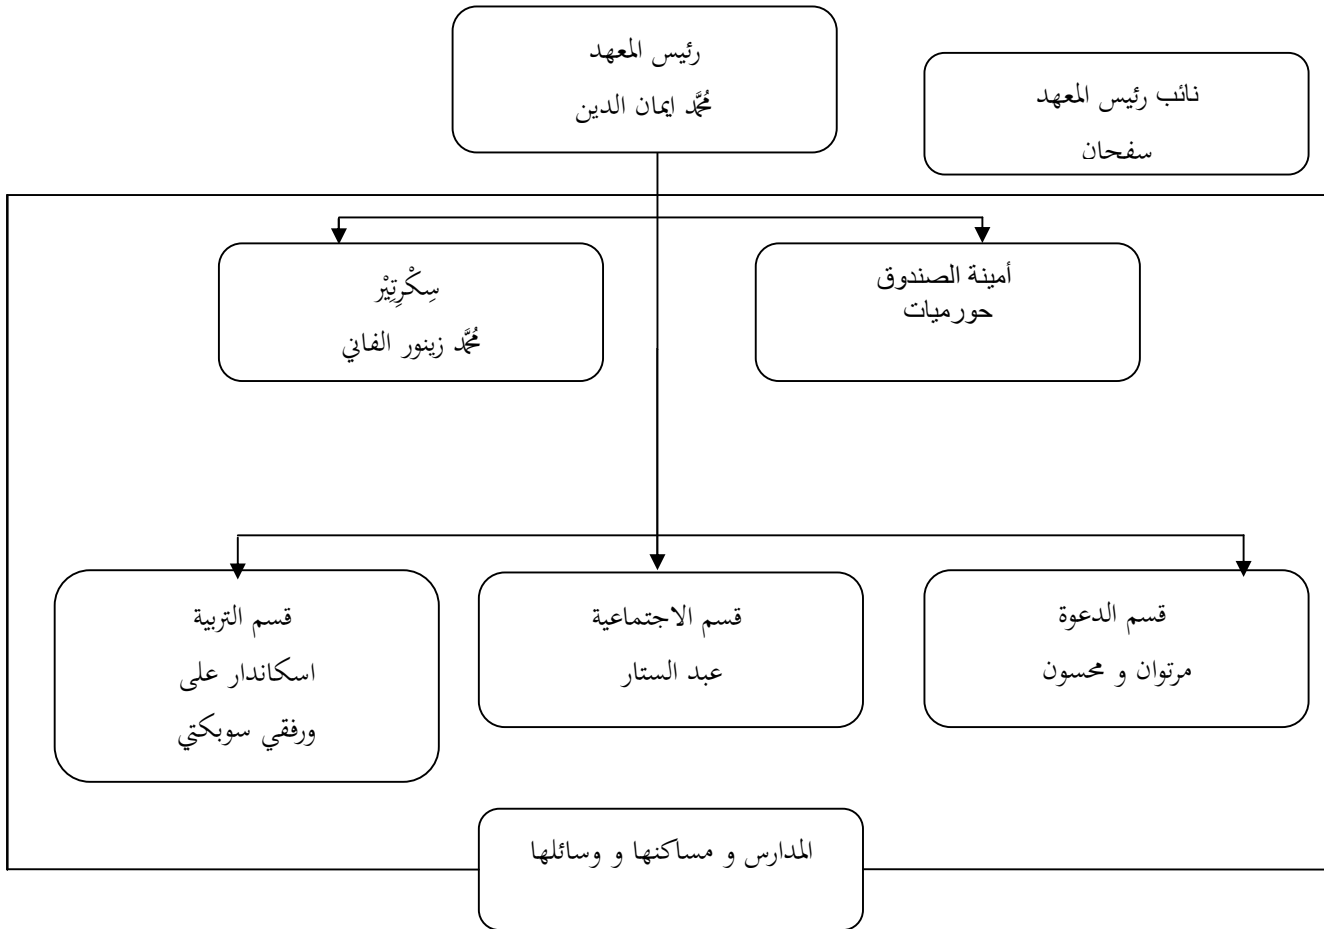 رئيس المعهد
مُحَمَّد ايمان الدين
نائب رئيس المعهد
سفحان
أمينة الصندوق
حورميات
سِكْرِتِيْر
مُحَمَّد زينور الفاني
قسم الدعوة
مرتوان و محسون
قسم الاجتماعية
عبد الستار
قسم التربية
اسكاندار على
ورفقي سوبكتي
المدارس و مساكنها و وسائلها